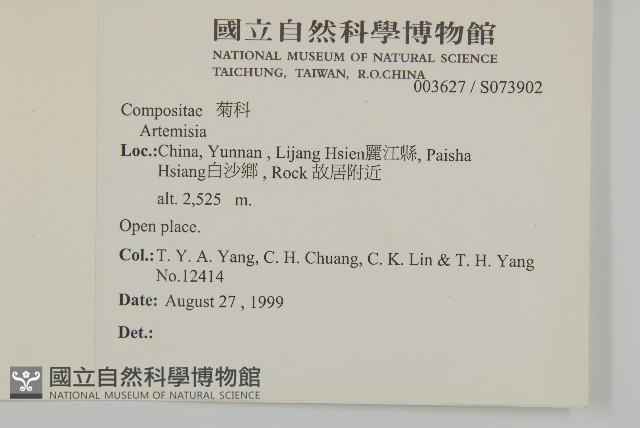 國立自然科學博物館
NATIONAL MUSEUM OF NATURAL SCIENCE
TAICHUNG, TAIWAN, R.O.CHINA
003627 / S073902
Compositae 菊科
Artemisia
Loc.:China, Yunnan , Lijang Hsien麗江縣, Paisha
Hsiang白沙鄉 , Rock 故居附近
alt. 2,525 m.
Open place.
Col.: T. Y. A. Yang, C. H. Chuang, C. K. Lin & T. H. Yang
No.12414
Date: August 27 , 1999
Det.:
國立自然科學博物館
NATIONAL MUSEUM OF NATURAL SCIENCE